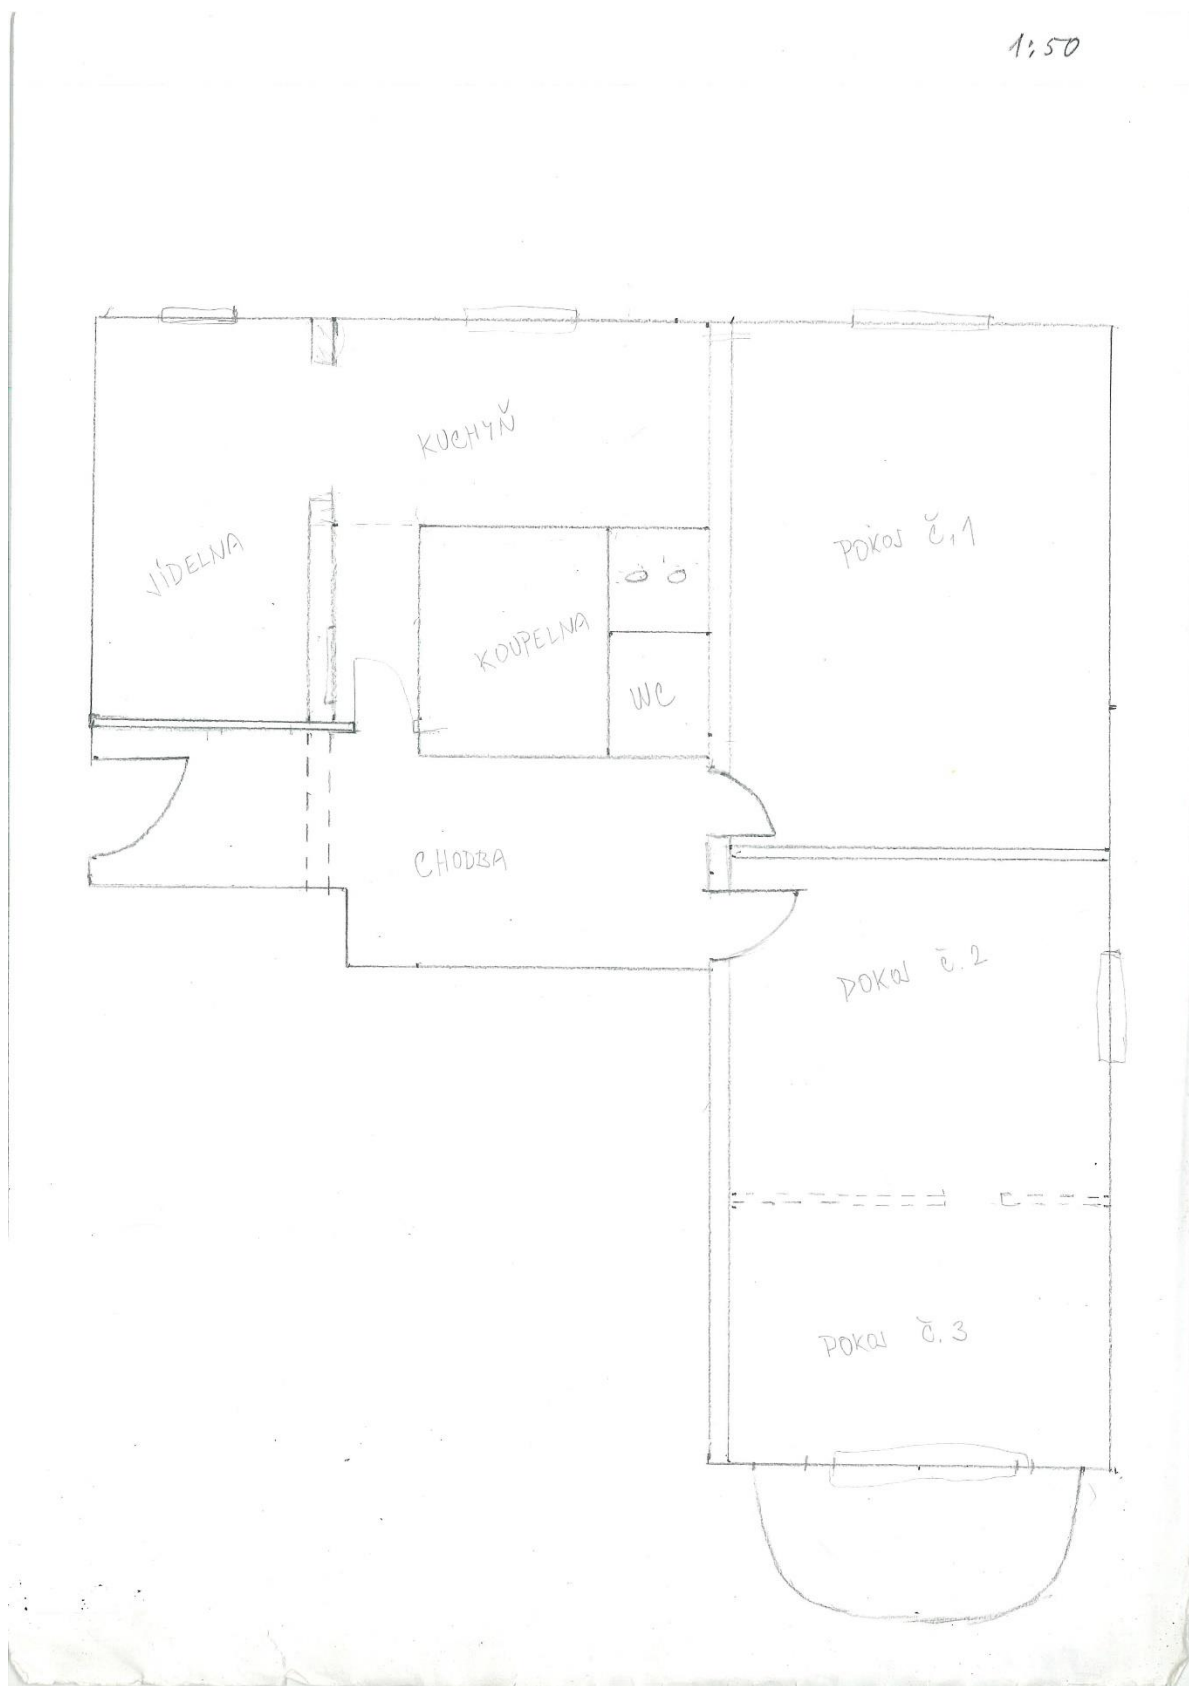 1:50
KUCHYŇ
JÍDELNA
POKOJ Č.1
KOUPELNA
WC
CHODBA
POKOJ Č.2
POKOJ Č.3